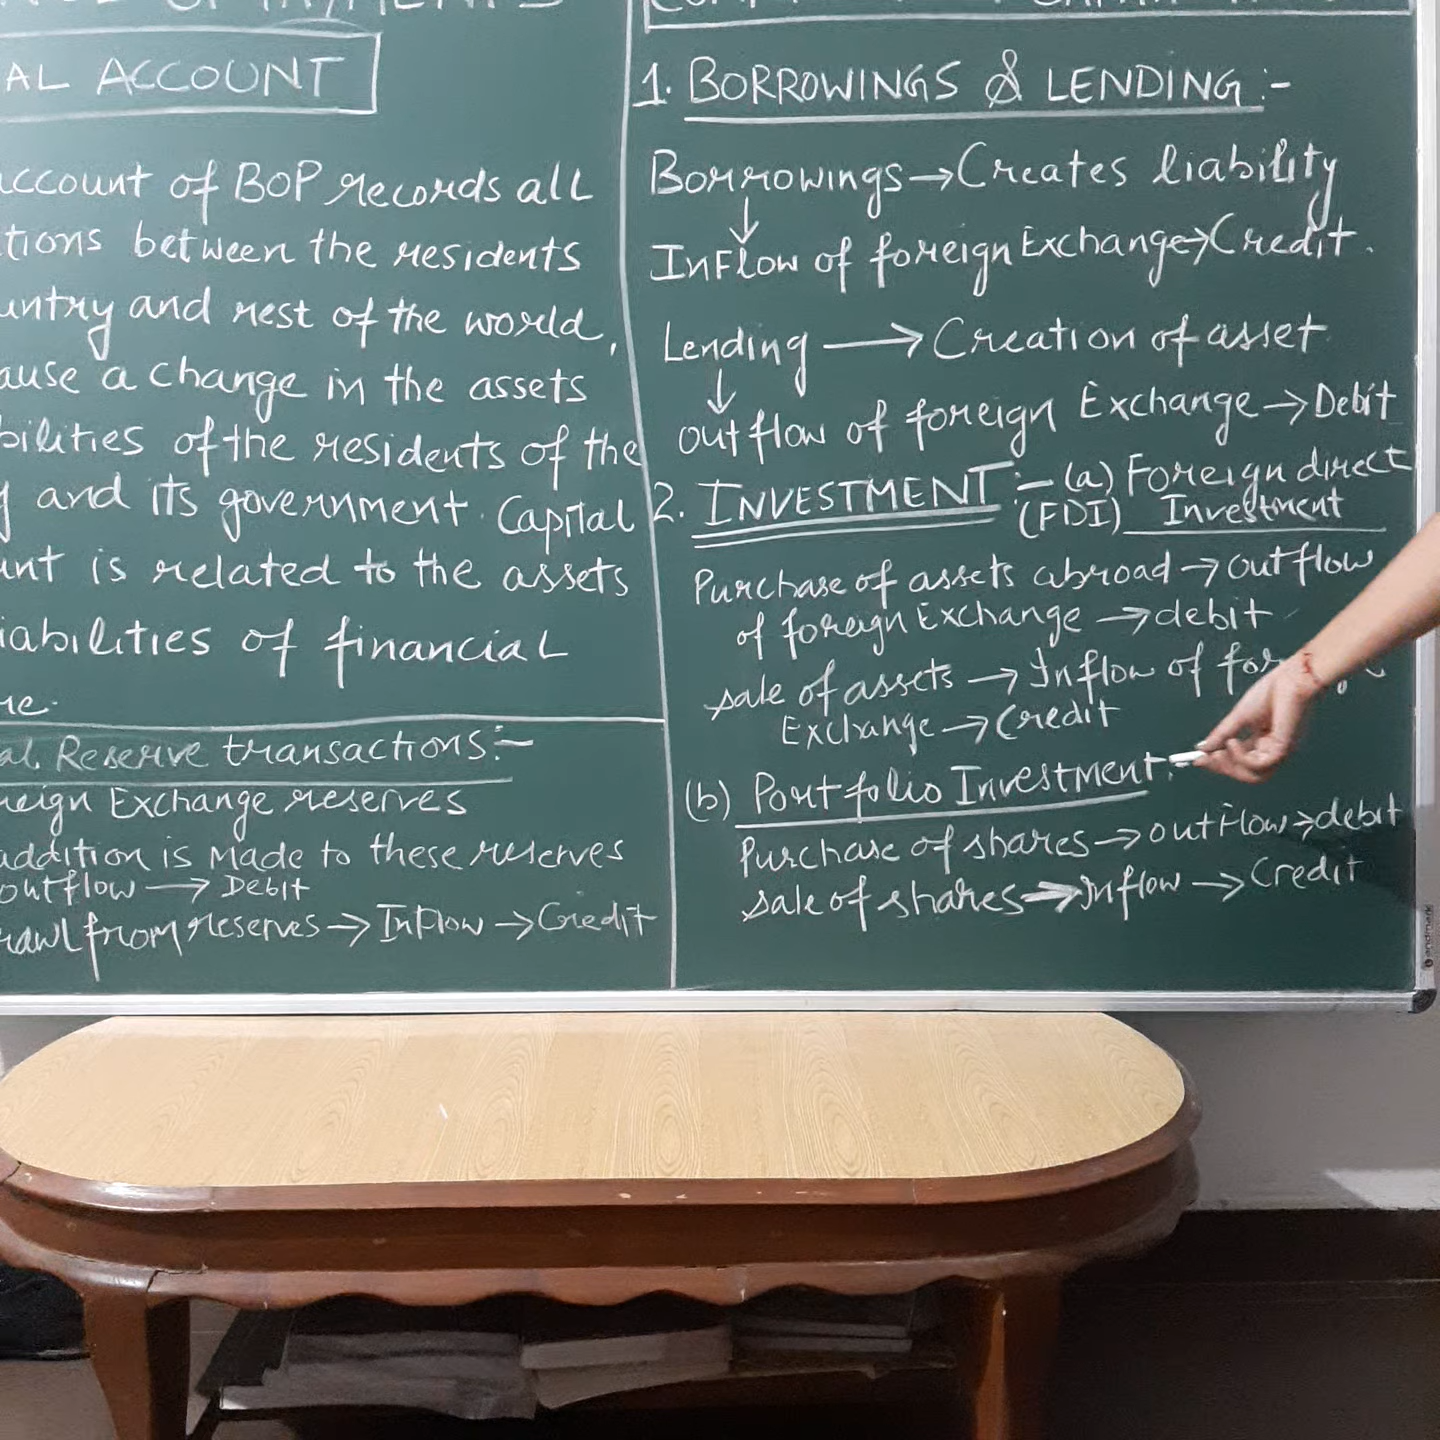 AL ACCOUNT
account of BOP records all
tions between the residents
untry and rest of the world,
ause a change in the assets
bilities of the residents of the
y and its government. Capital
unt is related to the assets
iabilities of financial
re.
al Reserve transactions:-
reign Exchange reserves
addition is made to these reserves
outflow → Debit
rawl from reserves → Inflow → Credit
1. BORROWINGS & LENDING :-
Borrowings → Creates liability
↓
Inflow of foreign Exchange → Credit.
Lending → Creation of asset
↓
outflow of foreign Exchange → Debit
2. INVESTMENT :- (a) Foreign direct
(FDI) Investment
Purchase of assets abroad → outflow
of foreign Exchange → debit
sale of assets → Inflow of for
Exchange → Credit
(b) Portfolio Investment:-
Purchase of shares → outflow → debit
sale of shares → Inflow → Credit